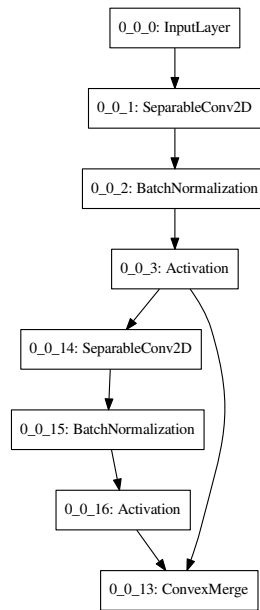 0_0_0: InputLayer
0_0_1: SeparableConv2D
0_0_2: BatchNormalization
0_0_3: Activation
0_0_14: SeparableConv2D
0_0_15: BatchNormalization
0_0_16: Activation
0_0_13: ConvexMerge